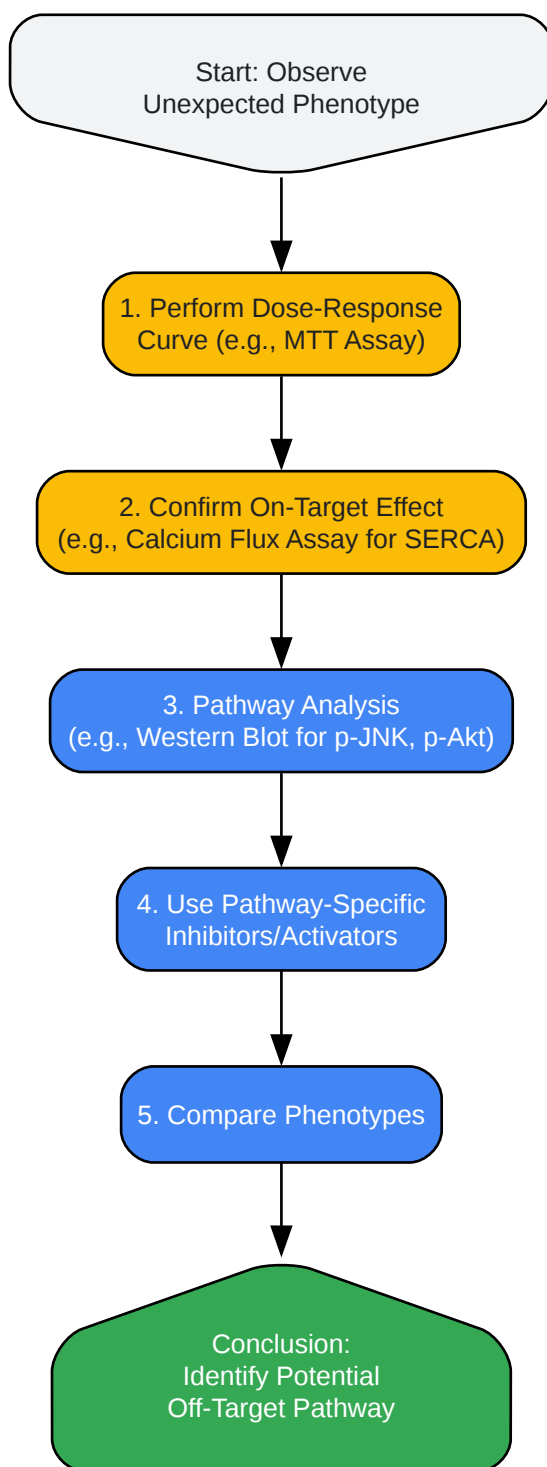 Start: Observe
Unexpected Phenotype
1. Perform Dose-Response
Curve (e.g., MTT Assay)
2. Confirm On-Target Effect
(e.g., Calcium Flux Assay for SERCA)
3. Pathway Analysis
(e.g., Western Blot for p-JNK, p-Akt)
4. Use Pathway-Specific
Inhibitors/Activators
5. Compare Phenotypes
Conclusion:
Identify Potential
Off-Target Pathway